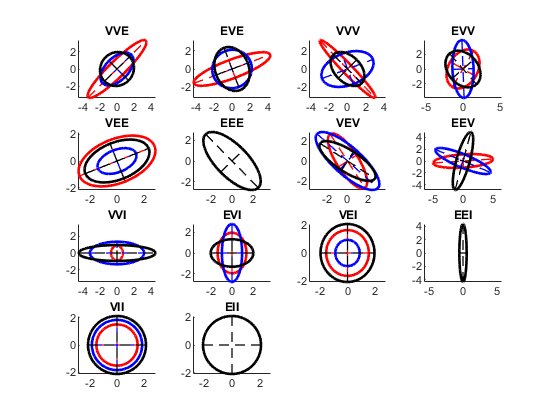 VVE EVE VVV EVV
2 0 -2 2 0 -2 2 0 -2 4 2 0 -2 -4
-4 -2 0 2 4 -4 -2 0 2 4 -4 -2 0 2 4 -5 0 5
VEE EEE VEV EEV
2 0 -2 2 0 -2 2 0 -2 4 2 0 -2 -4
-2 0 2 -2 0 2 -2 0 2 -5 0 5
VVI EVI VEI EEI
2 0 -2 2 0 -2 2 0 -2 4 2 0 -2 -4
-4 -2 0 2 4 -2 0 2 -2 0 2 -5 0 5
VII EII
2 0 -2 2 0 -2
-2 0 2 -2 0 2